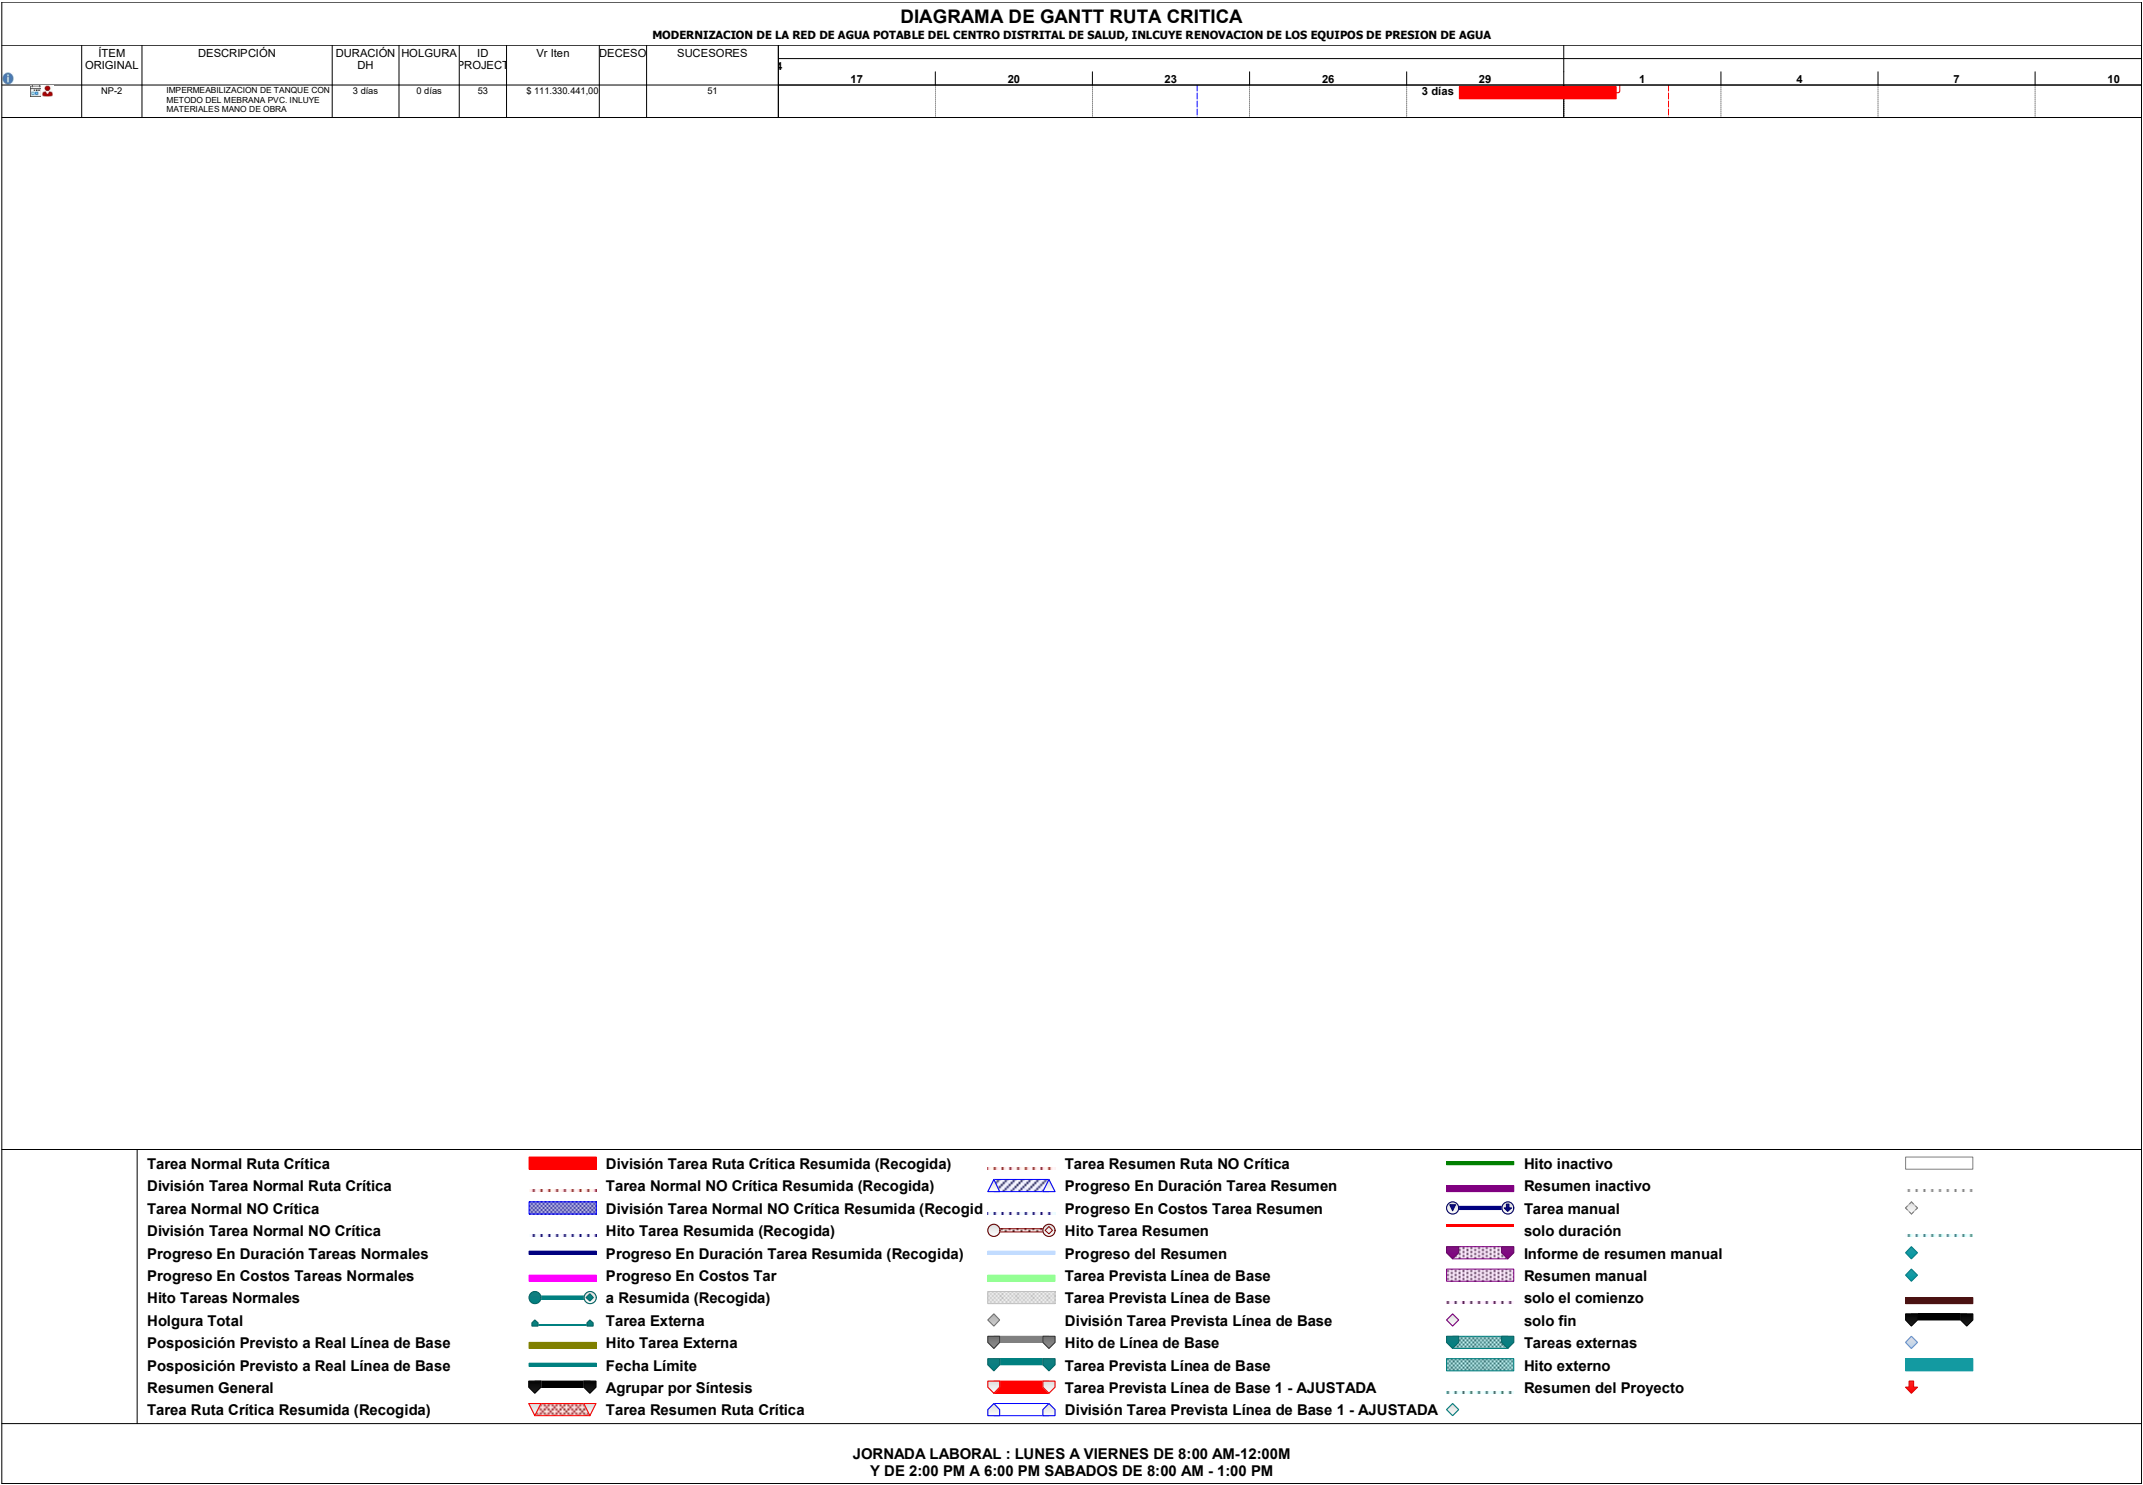 DIAGRAMA DE GANTT RUTA CRITICA
MODERNIZACION DE LA RED DE AGUA POTABLE DEL CENTRO DISTRITAL DE SALUD, INLCUYE RENOVACION DE LOS EQUIPOS DE PRESION DE AGUA
ÍTEM ORIGINAL
DESCRIPCIÓN
DURACIÓN DH
HOLGURA
ID PROJECT
Vr Iten
DECESO
SUCESORES
17 20 23 26 29 1 4 7 10
NP-2
IMPERMEABILIZACION DE TANQUE CON
METODO DEL MEBRANA PVC. INLUYE
MATERIALES MANO DE OBRA
3 días
0 días
53
$ 111.330.441,00
51
3 días
Tarea Normal Ruta Crítica
División Tarea Normal Ruta Crítica
Tarea Normal NO Crítica
División Tarea Normal NO Crítica
Progreso En Duración Tareas Normales
Progreso En Costos Tareas Normales
Hito Tareas Normales
Holgura Total
Posposición Previsto a Real Línea de Base
Posposición Previsto a Real Línea de Base
Resumen General
Tarea Ruta Crítica Resumida (Recogida)
División Tarea Ruta Crítica Resumida (Recogida)
Tarea Normal NO Crítica Resumida (Recogida)
División Tarea Normal NO Crítica Resumida (Recogid
Hito Tarea Resumida (Recogida)
Progreso En Duración Tarea Resumida (Recogida)
Progreso En Costos Tar
a Resumida (Recogida)
Tarea Externa
Hito Tarea Externa
Fecha Límite
Agrupar por Síntesis
Tarea Resumen Ruta Crítica
Tarea Resumen Ruta NO Crítica
Progreso En Duración Tarea Resumen
Progreso En Costos Tarea Resumen
Hito Tarea Resumen
Progreso del Resumen
Tarea Prevista Línea de Base
Tarea Prevista Línea de Base
División Tarea Prevista Línea de Base
Hito de Línea de Base
Tarea Prevista Línea de Base
Tarea Prevista Línea de Base 1 - AJUSTADA
División Tarea Prevista Línea de Base 1 - AJUSTADA
Hito inactivo
Resumen inactivo
Tarea manual
solo duración
Informe de resumen manual
Resumen manual
solo el comienzo
solo fin
Tareas externas
Hito externo
Resumen del Proyecto
JORNADA LABORAL : LUNES A VIERNES DE 8:00 AM-12:00M
Y DE 2:00 PM A 6:00 PM SABADOS DE 8:00 AM - 1:00 PM